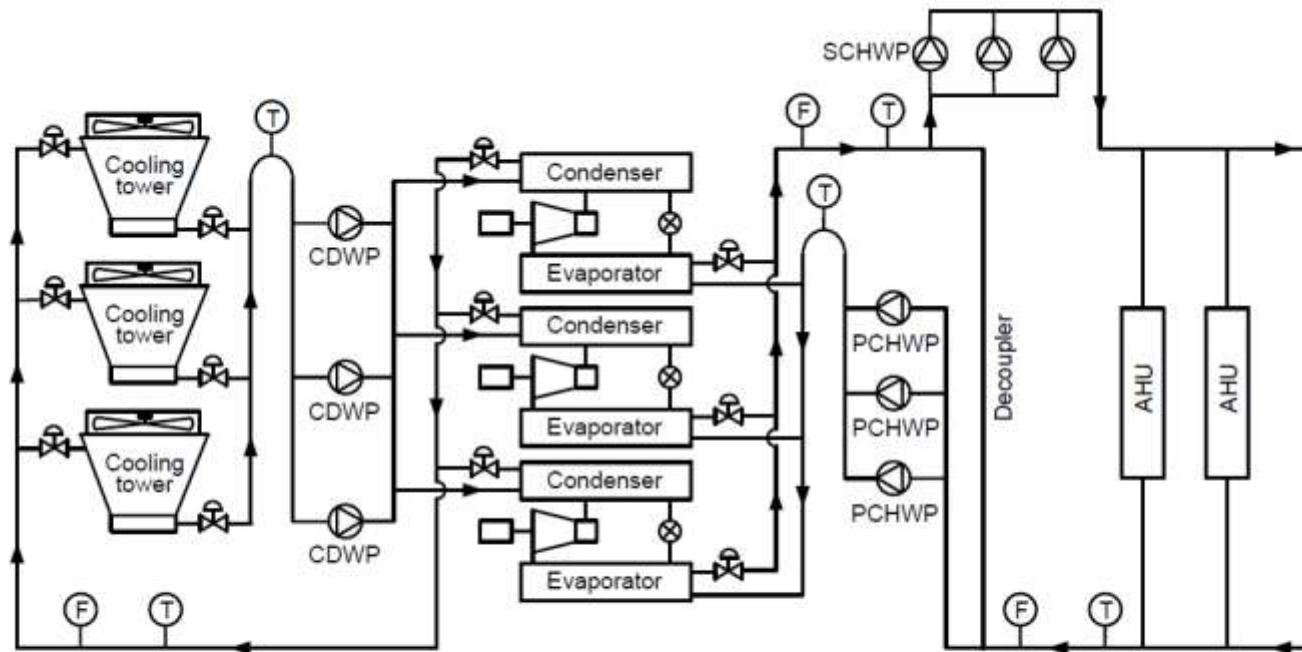 SCHWP
F
T
T
Cooling
tower
Condenser
T
CDWP
Evaporator
Cooling
tower
Condenser
PCHWP
CDWP
Evaporator
PCHWP
Decoupler
AHU
AHU
Cooling
tower
Condenser
PCHWP
CDWP
Evaporator
F
T
F
T